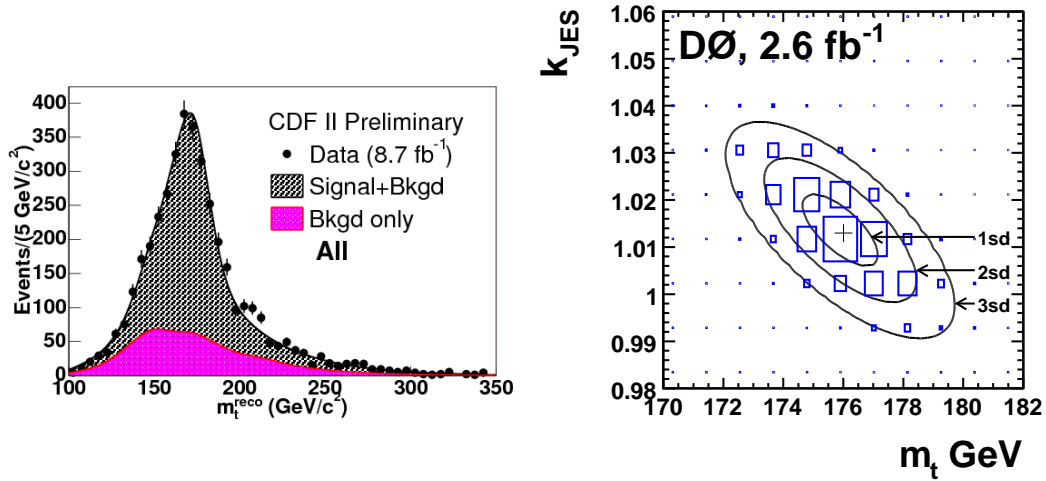 Events/(5 GeV/c²)
400
350
300
250
200
150
100
50
0
CDF II Preliminary
Data (8.7 fb⁻¹)
Signal+Bkgd
Bkgd only
All
100 150 200 250 300 350
m_t^reco (GeV/c²)
k_JES
1.06
1.05
1.04
1.03
1.02
1.01
1
0.99
0.98
DØ, 2.6 fb⁻¹
1sd
2sd
3sd
170 172 174 176 178 180 182
m_t GeV